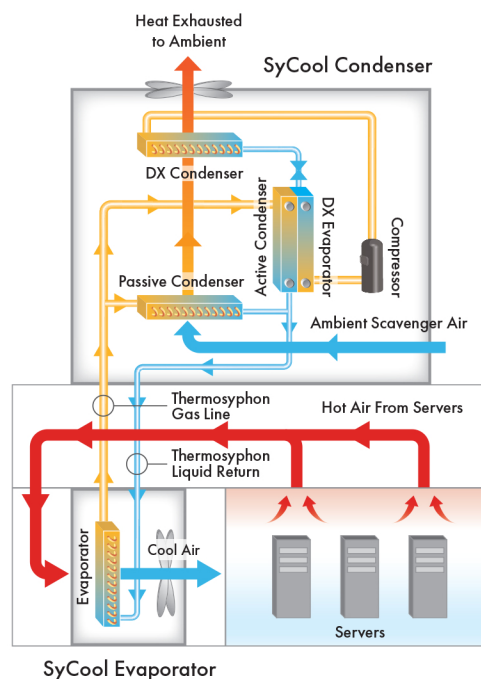 Heat Exhausted
to Ambient
SyCool Condenser
DX Condenser
Active Condenser
DX Evaporator
Compressor
Passive Condenser
Ambient Scavenger Air
Thermosyphon
Gas Line
Hot Air From Servers
Thermosyphon
Liquid Return
Evaporator
Cool Air
Servers
SyCool Evaporator